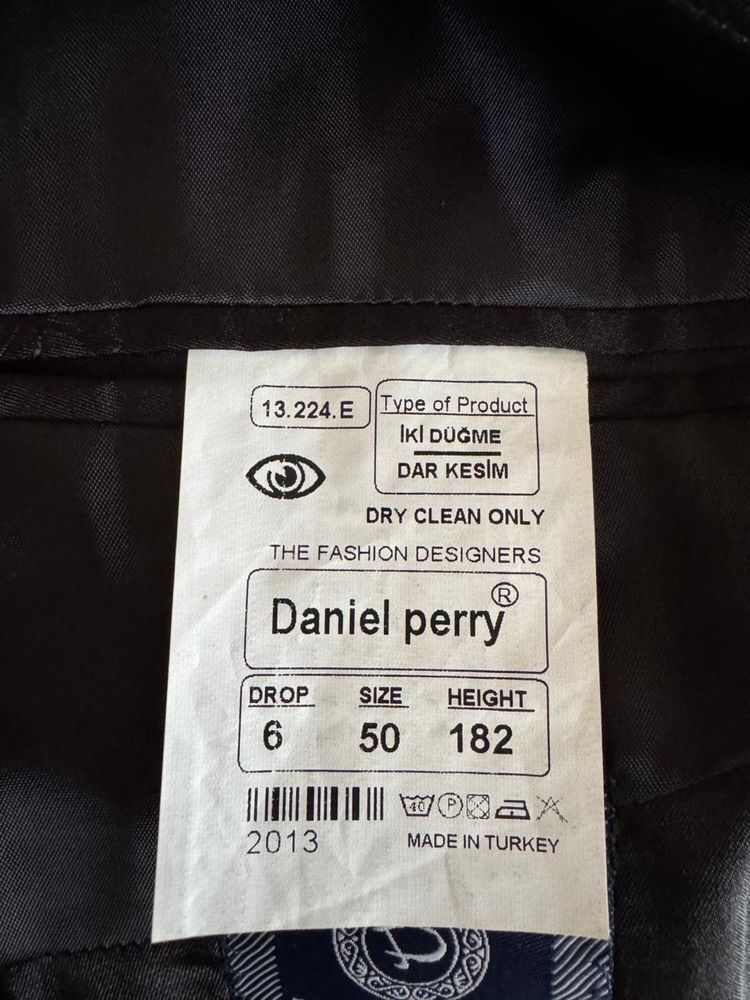 13.224.E
Type of Product
İKİ DÜĞME
DAR KESİM
DRY CLEAN ONLY
THE FASHION DESIGNERS
Daniel perry®
DROP SIZE HEIGHT
6 50 182
40 P
2013 MADE IN TURKEY